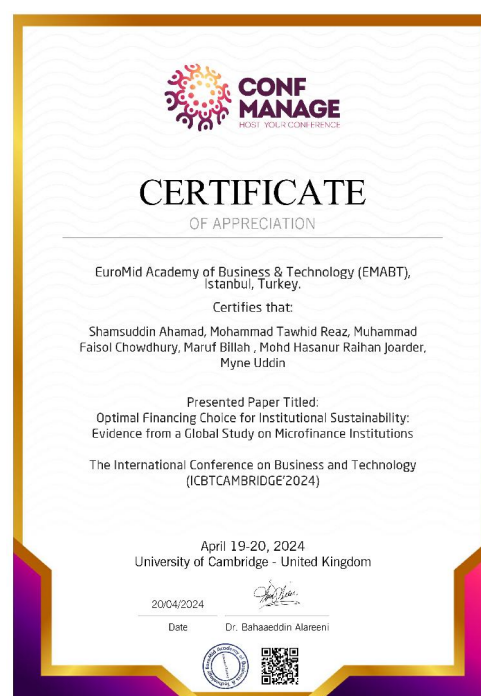 CONF
MANAGE
HOST YOUR CONFERENCE
CERTIFICATE
OF APPRECIATION
EuroMid Academy of Business & Technology (EMABT),
Istanbul, Turkey.
Certifies that:
Shamsuddin Ahamad, Mohammad Tawhid Reaz, Muhammad
Faisol Chowdhury, Maruf Billah , Mohd Hasanur Raihan Joarder,
Myne Uddin
Presented Paper Titled:
Optimal Financing Choice for Institutional Sustainability:
Evidence from a Global Study on Microfinance Institutions
The International Conference on Business and Technology
(ICBTCAMBRIDGE'2024)
April 19-20, 2024
University of Cambridge - United Kingdom
20/04/2024
Date
Dr. Bahaaeddin Alareeni